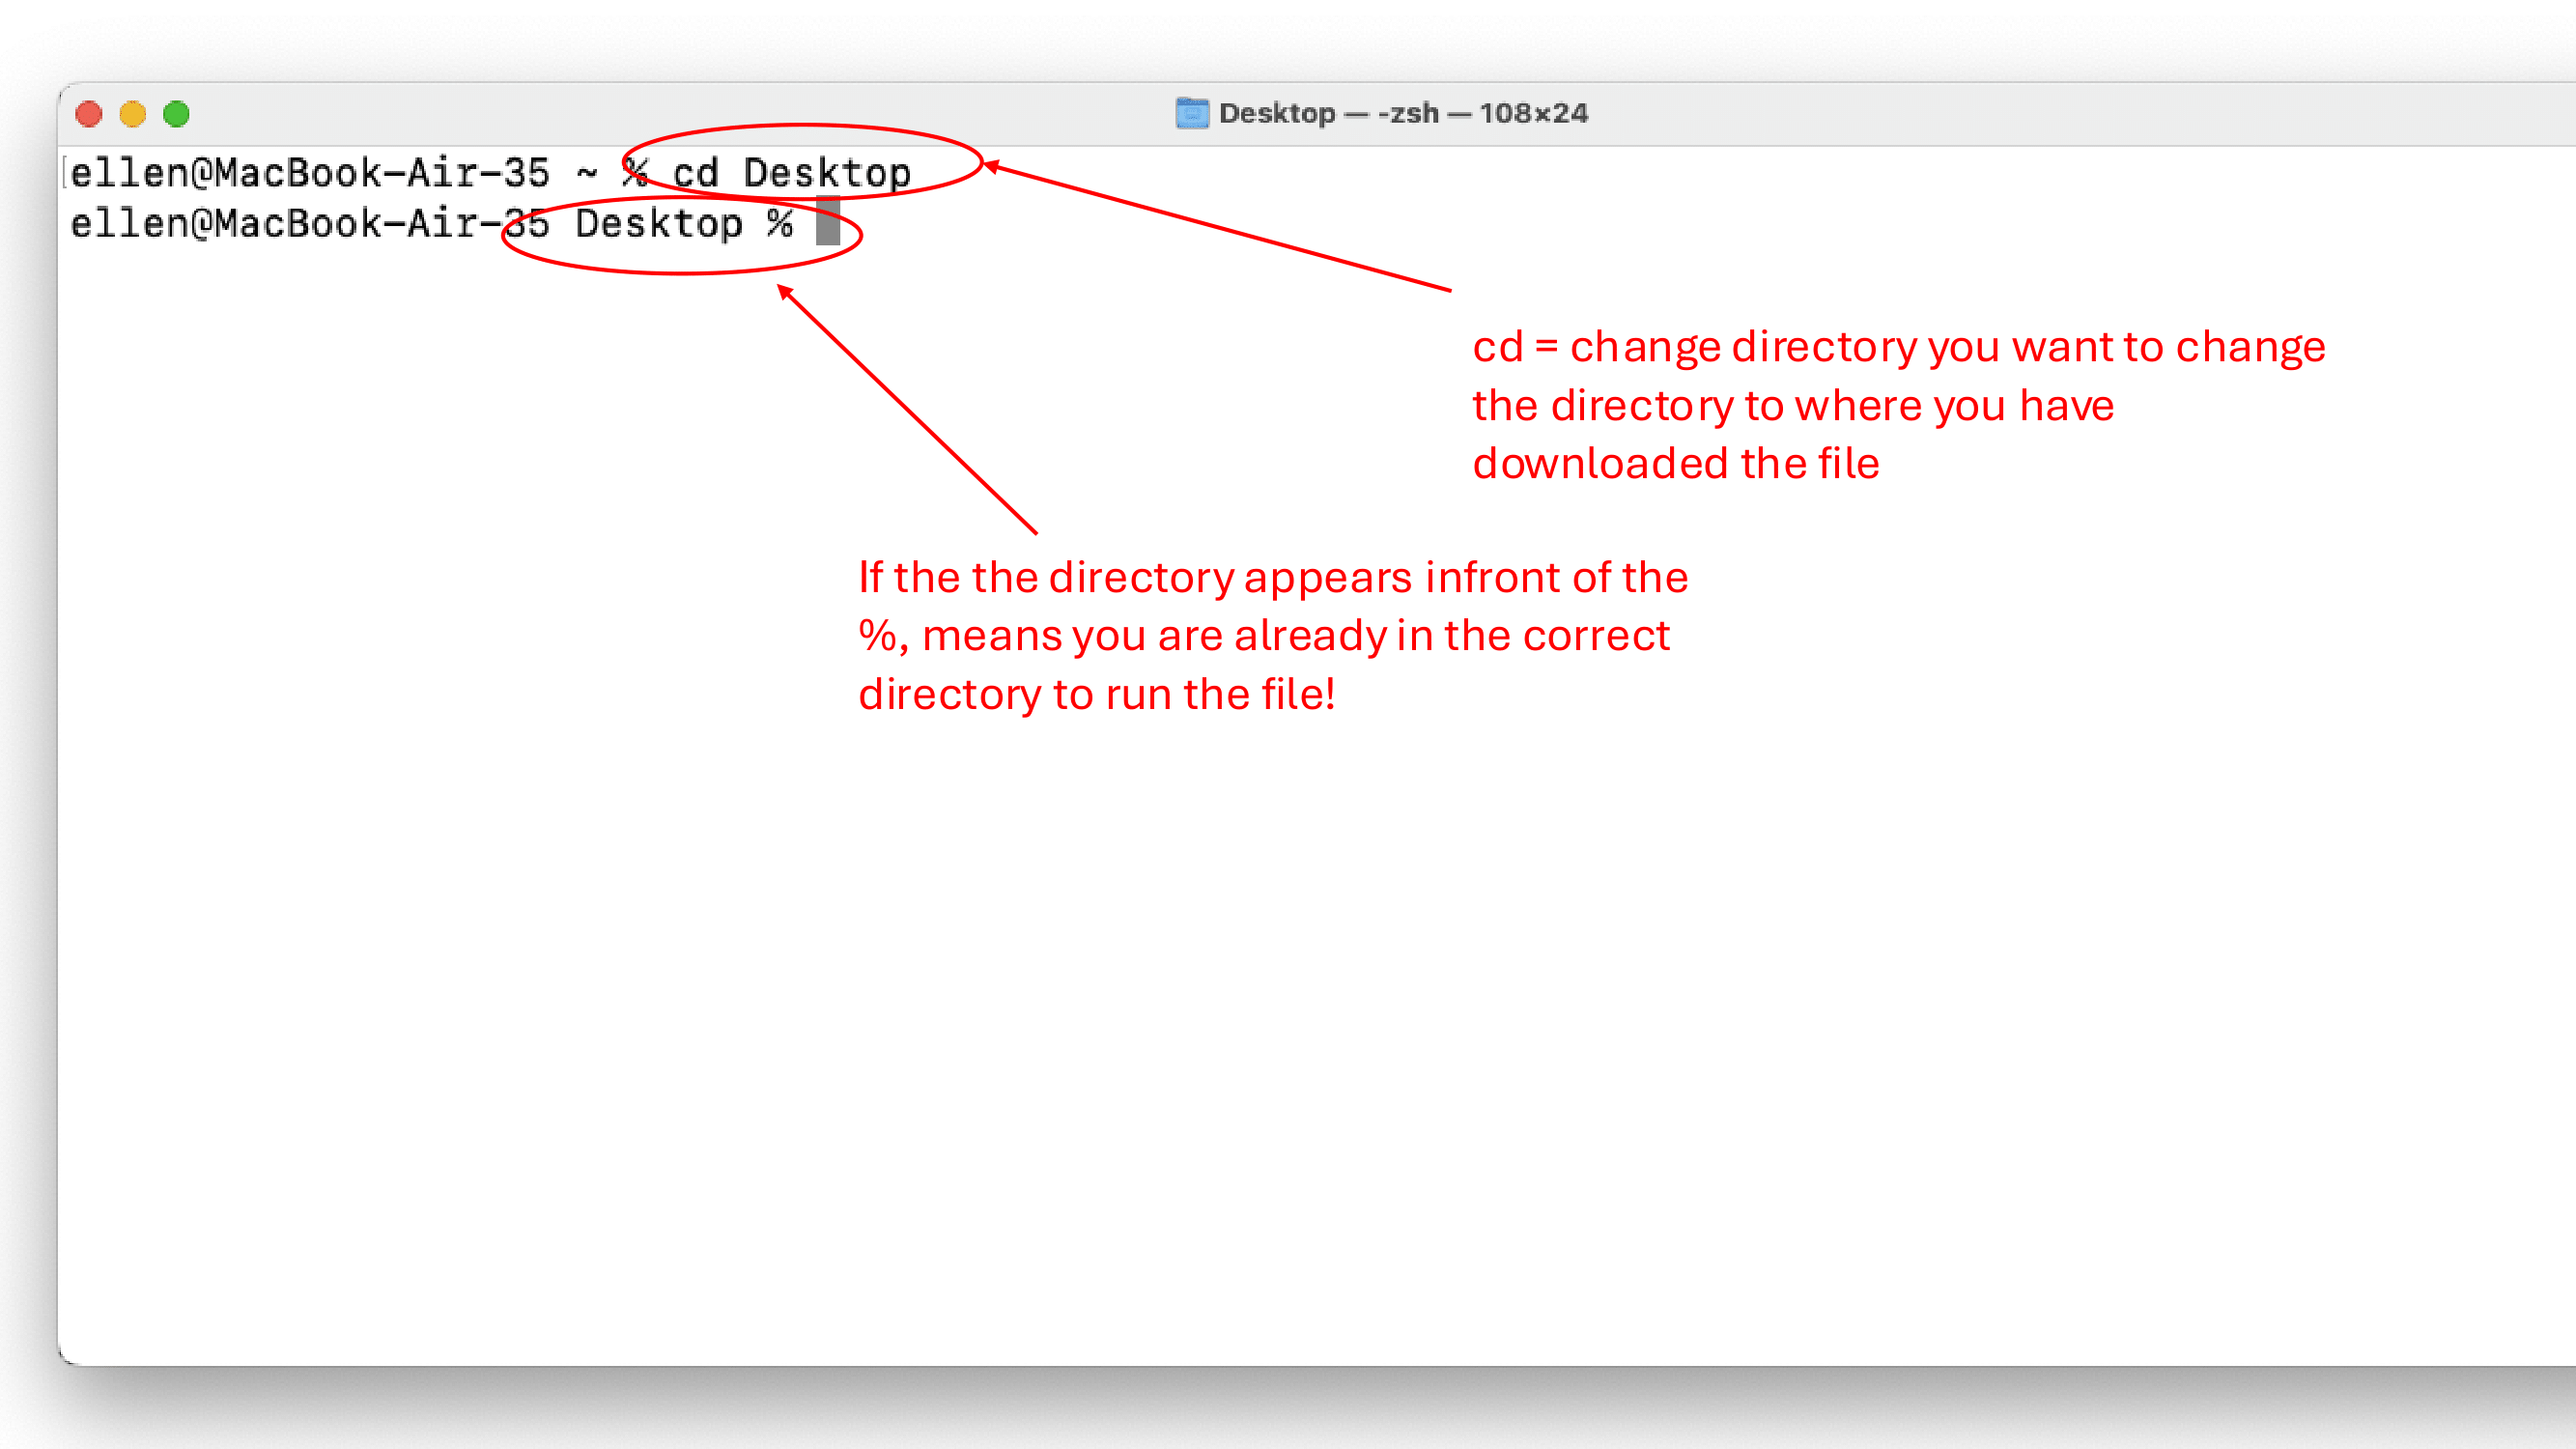 Desktop — -zsh — 108×24
ellen@MacBook-Air-35 ~ % cd Desktop
ellen@MacBook-Air-35 Desktop %
cd = change directory you want to change
the directory to where you have
downloaded the file
If the the directory appears infront of the
%, means you are already in the correct
directory to run the file!